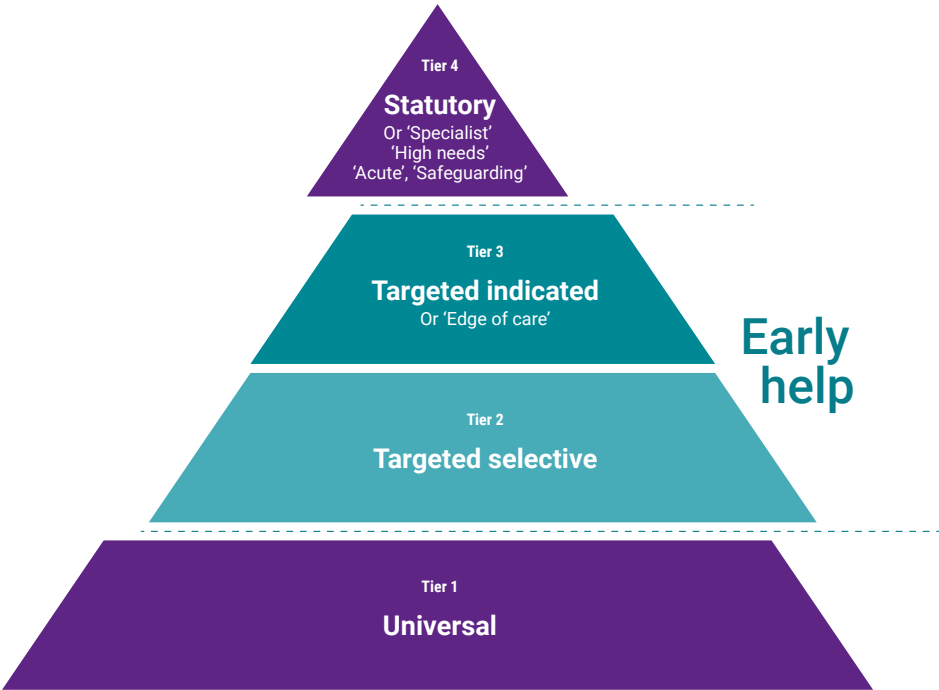 Tier 4
Statutory
Or ‘Specialist’
‘High needs’
‘Acute’, ‘Safeguarding’
Tier 3
Targeted indicated
Or ‘Edge of care’
Early
help
Tier 2
Targeted selective
Tier 1
Universal